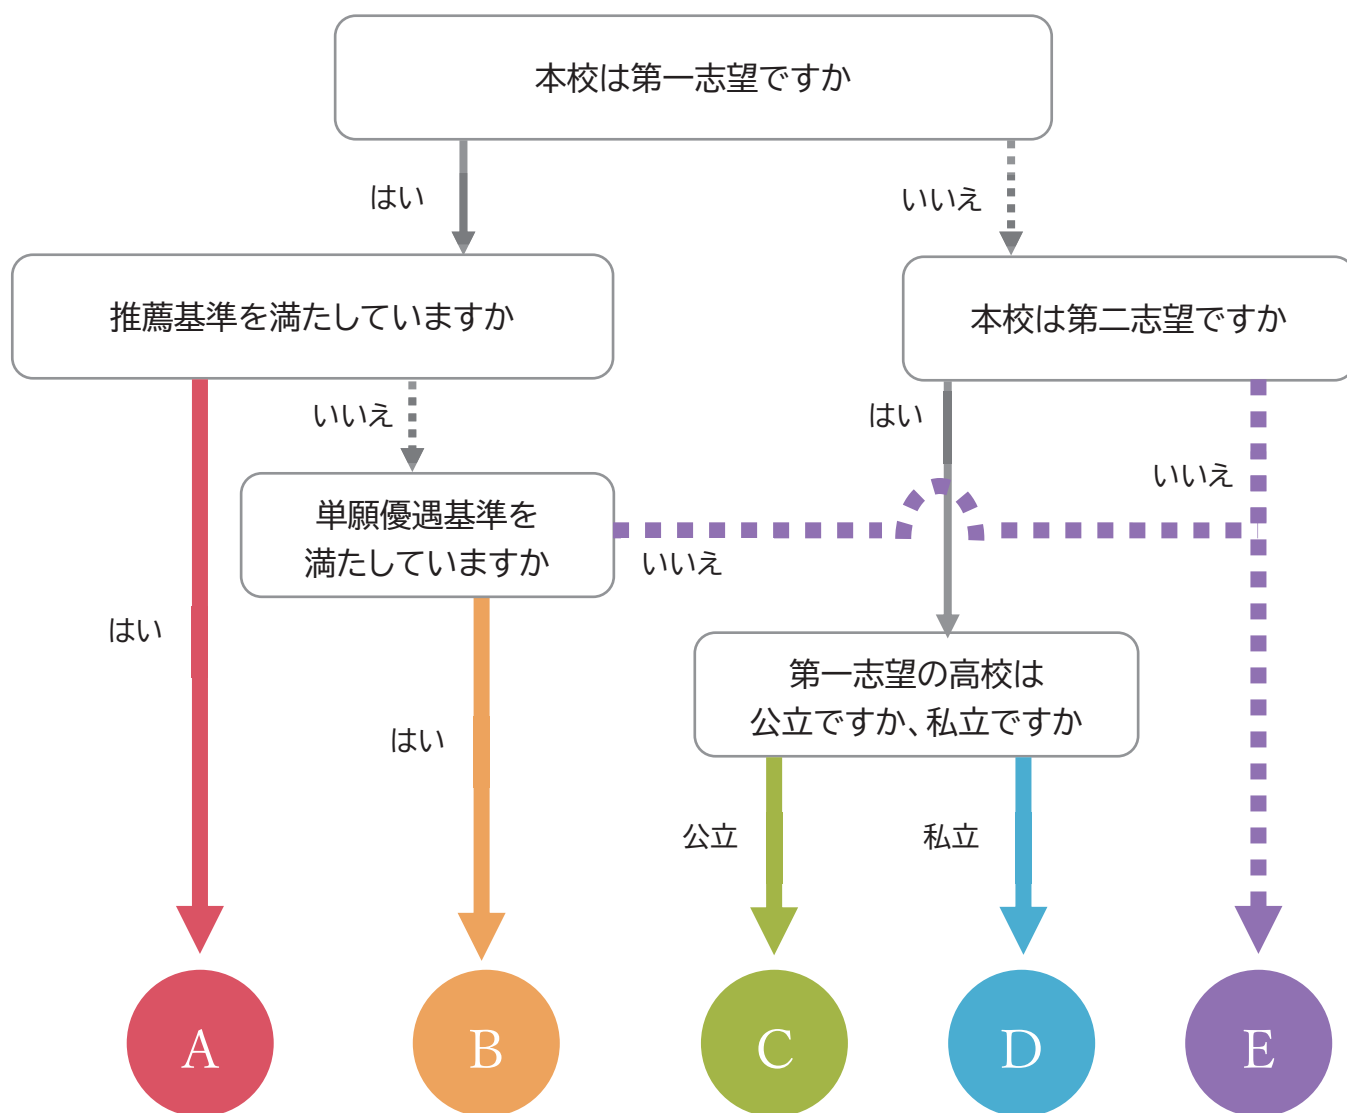 本校は第一志望ですか
はい
いいえ
推薦基準を満たしていますか
本校は第二志望ですか
いいえ
はい
いいえ
単願優遇基準を
満たしていますか
いいえ
はい
第一志望の高校は
公立ですか、私立ですか
はい
公立
私立
A
B
C
D
E